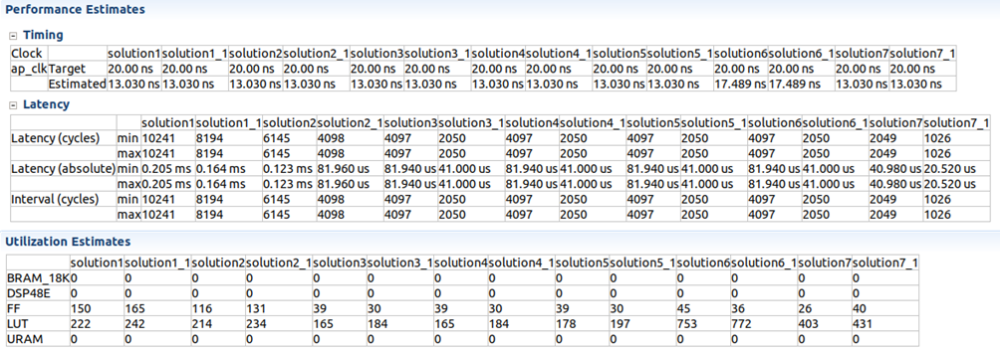 Performance Estimates
Timing
Clock solution1 solution1_1 solution2 solution2_1 solution3 solution3_1 solution4 solution4_1 solution5 solution5_1 solution6 solution6_1 solution7 solution7_1
ap_clk Target 20.00 ns 20.00 ns 20.00 ns 20.00 ns 20.00 ns 20.00 ns 20.00 ns 20.00 ns 20.00 ns 20.00 ns 20.00 ns 20.00 ns 20.00 ns 20.00 ns
Estimated 13.030 ns 13.030 ns 13.030 ns 13.030 ns 13.030 ns 13.030 ns 13.030 ns 13.030 ns 13.030 ns 13.030 ns 17.489 ns 17.489 ns 13.030 ns 13.030 ns
Latency
solution1 solution1_1 solution2 solution2_1 solution3 solution3_1 solution4 solution4_1 solution5 solution5_1 solution6 solution6_1 solution7 solution7_1
Latency (cycles) min 10241 8194 6145 4098 4097 2050 4097 2050 4097 2050 4097 2050 2049 1026
max 10241 8194 6145 4098 4097 2050 4097 2050 4097 2050 4097 2050 2049 1026
Latency (absolute) min 0.205 ms 0.164 ms 0.123 ms 81.960 us 81.940 us 41.000 us 81.940 us 41.000 us 81.940 us 41.000 us 81.940 us 41.000 us 40.980 us 20.520 us
max 0.205 ms 0.164 ms 0.123 ms 81.960 us 81.940 us 41.000 us 81.940 us 41.000 us 81.940 us 41.000 us 81.940 us 41.000 us 40.980 us 20.520 us
Interval (cycles) min 10241 8194 6145 4098 4097 2050 4097 2050 4097 2050 4097 2050 2049 1026
max 10241 8194 6145 4098 4097 2050 4097 2050 4097 2050 4097 2050 2049 1026
Utilization Estimates
solution1 solution1_1 solution2 solution2_1 solution3 solution3_1 solution4 solution4_1 solution5 solution5_1 solution6 solution6_1 solution7 solution7_1
BRAM_18K 0 0 0 0 0 0 0 0 0 0 0 0 0 0
DSP48E 0 0 0 0 0 0 0 0 0 0 0 0 0 0
FF 150 165 116 131 39 30 39 30 39 30 45 36 26 40
LUT 222 242 214 234 165 184 165 184 178 197 753 772 403 431
URAM 0 0 0 0 0 0 0 0 0 0 0 0 0 0